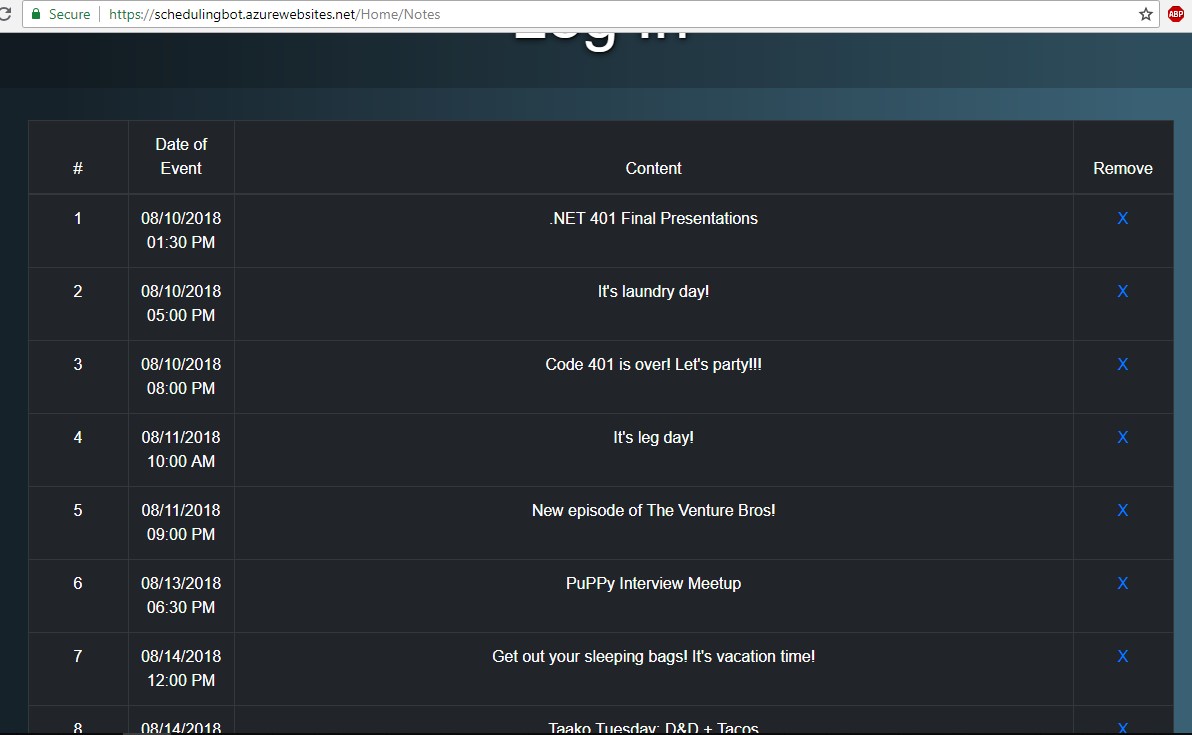 Secure https://schedulingbot.azurewebsites.net/Home/Notes
ABP
Log in
# Date of Event Content Remove
1 08/10/2018 .NET 401 Final Presentations X
01:30 PM
2 08/10/2018 It's laundry day! X
05:00 PM
3 08/10/2018 Code 401 is over! Let's party!!! X
08:00 PM
4 08/11/2018 It's leg day! X
10:00 AM
5 08/11/2018 New episode of The Venture Bros! X
09:00 PM
6 08/13/2018 PuPPy Interview Meetup X
06:30 PM
7 08/14/2018 Get out your sleeping bags! It's vacation time! X
12:00 PM
8 08/14/2018 Taako Tuesday: D&D + Tacos X